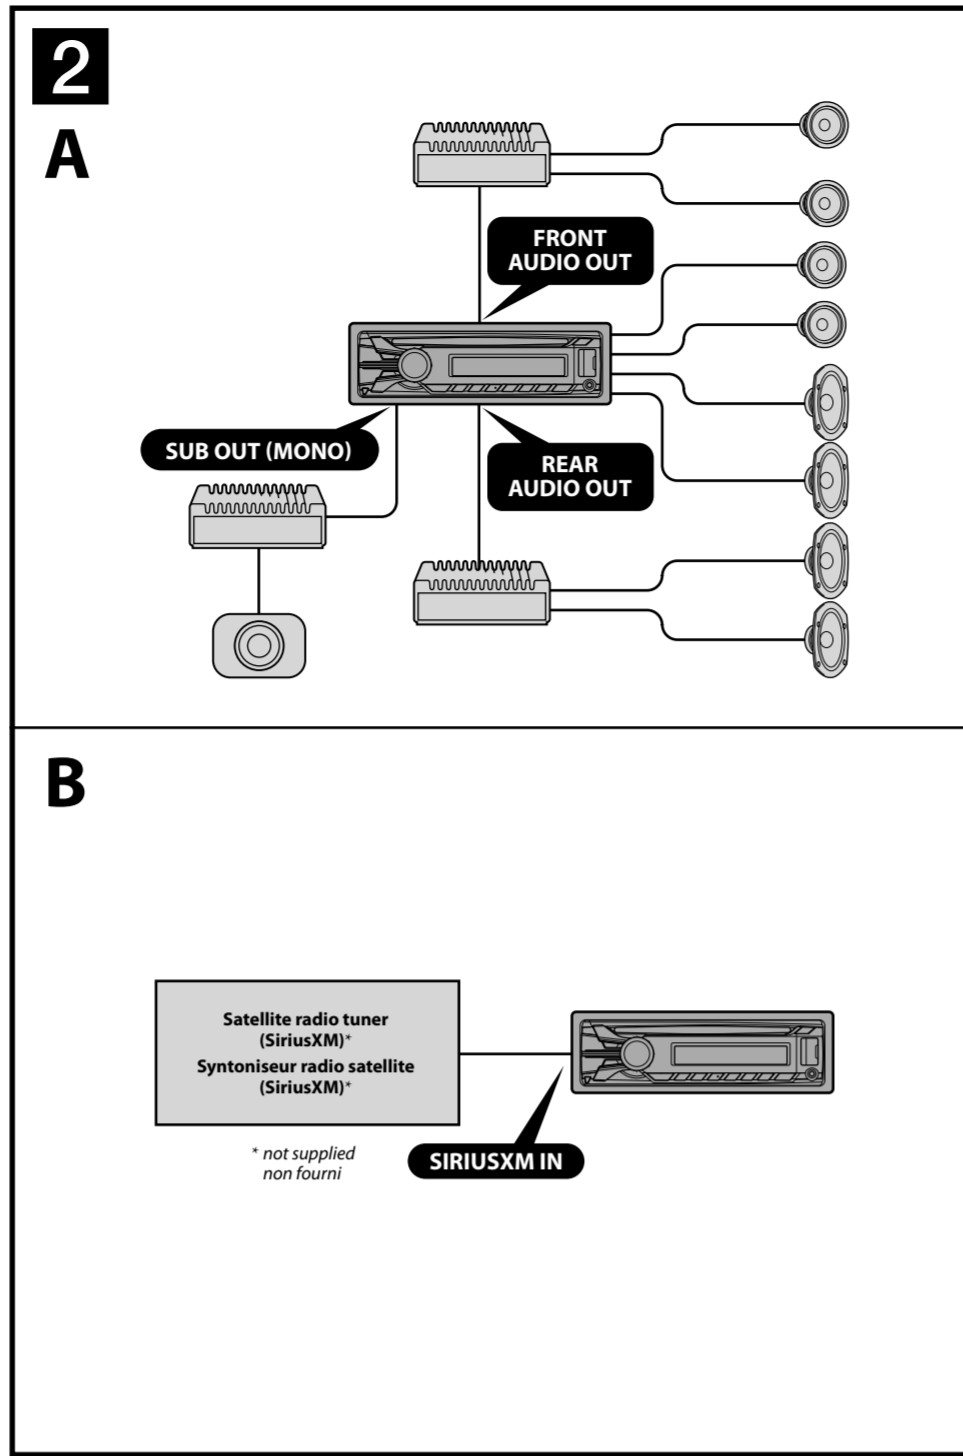 2
A
FRONT
AUDIO OUT
SUB OUT (MONO)
REAR
AUDIO OUT
B
Satellite radio tuner
(SiriusXM)*
Syntoniseur radio satellite
(SiriusXM)*
* not supplied
non fourni
SIRIUSXM IN